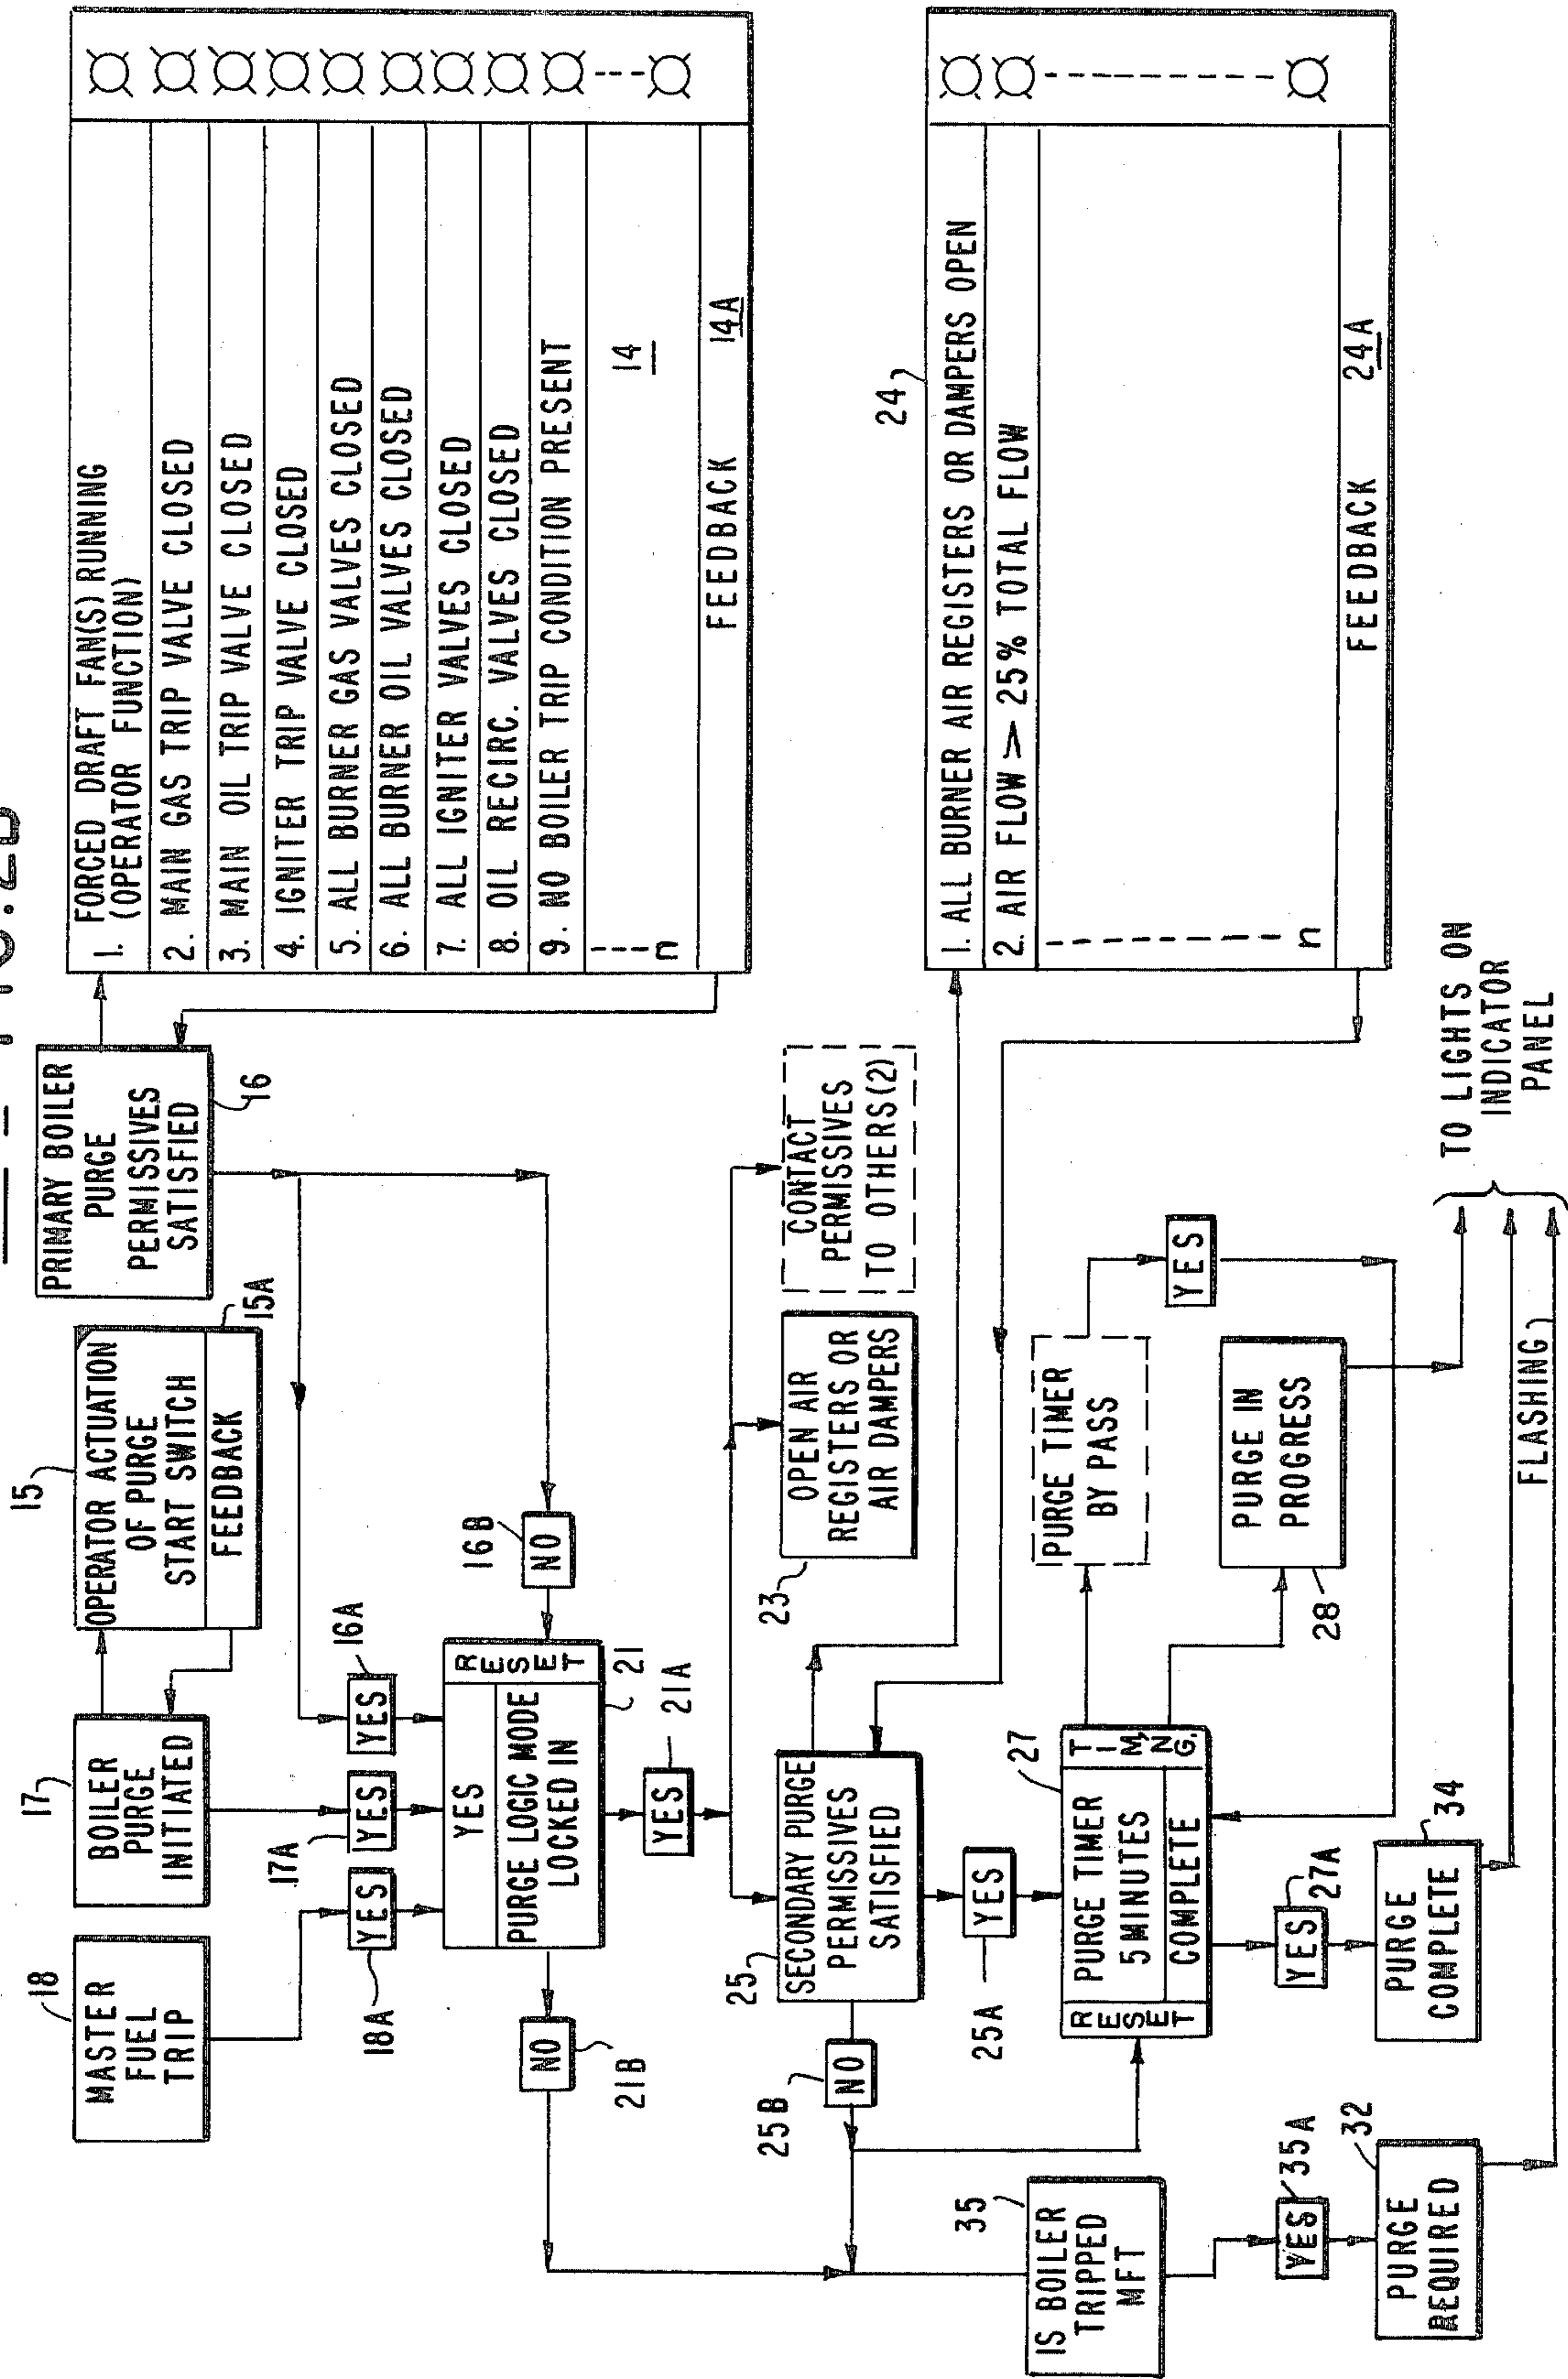 FIG. 2B
18
MASTER
FUEL
TRIP
17
BOILER
PURGE
INITIATED
15
OPERATOR ACTUATION
OF PURGE
START SWITCH
FEEDBACK
15A
PRIMARY BOILER
PURGE
PERMISSIVES
SATISFIED
16
1. FORCED DRAFT FAN(S) RUNNING
(OPERATOR FUNCTION)
2. MAIN GAS TRIP VALVE CLOSED
3. MAIN OIL TRIP VALVE CLOSED
4. IGNITER TRIP VALVE CLOSED
5. ALL BURNER GAS VALVES CLOSED
6. ALL BURNER OIL VALVES CLOSED
7. ALL IGNITER VALVES CLOSED
8. OIL RECIRC. VALVES CLOSED
9. NO BOILER TRIP CONDITION PRESENT
n
14
FEEDBACK 14A
18A
YES
17A
YES
16A
YES
16B
NO
YES
PURGE LOGIC MODE
LOCKED IN
RESET
21
NO
21B
YES
21A
23
OPEN AIR
REGISTERS OR
AIR DAMPERS
CONTACT
PERMISSIVES
TO OTHERS(2)
25
SECONDARY PURGE
PERMISSIVES
SATISFIED
25B
NO
YES
25A
24
1. ALL BURNER AIR REGISTERS OR DAMPERS OPEN
2. AIR FLOW > 25% TOTAL FLOW
n
FEEDBACK 24A
35
IS BOILER
TRIPPED
MFT
27
RESET
PURGE TIMER
5 MINUTES
COMPLETE
TIM,NG.
PURGE TIMER
BY PASS
YES
PURGE IN
PROGRESS
28
YES
35A
YES
27A
32
PURGE
REQUIRED
34
PURGE
COMPLETE
FLASHING
TO LIGHTS ON
INDICATOR
PANEL